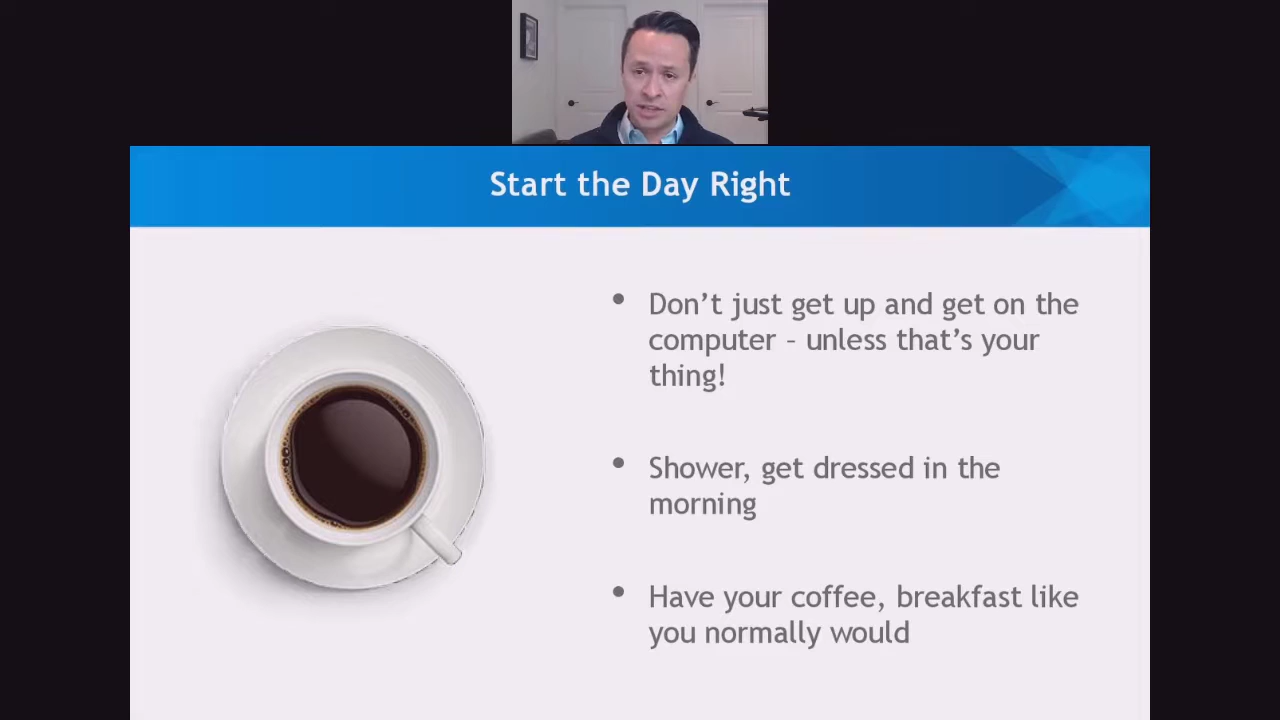 Start the Day Right
• Don’t just get up and get on the
computer – unless that’s your
thing!
• Shower, get dressed in the
morning
• Have your coffee, breakfast like
you normally would